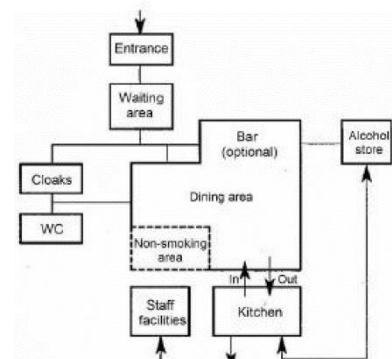 Entrance
Waiting
area
Bar
(optional)
Alcohol
store
Cloaks
Dining area
WC
Non-smoking
area
In
Out
Staff
facilities
Kitchen